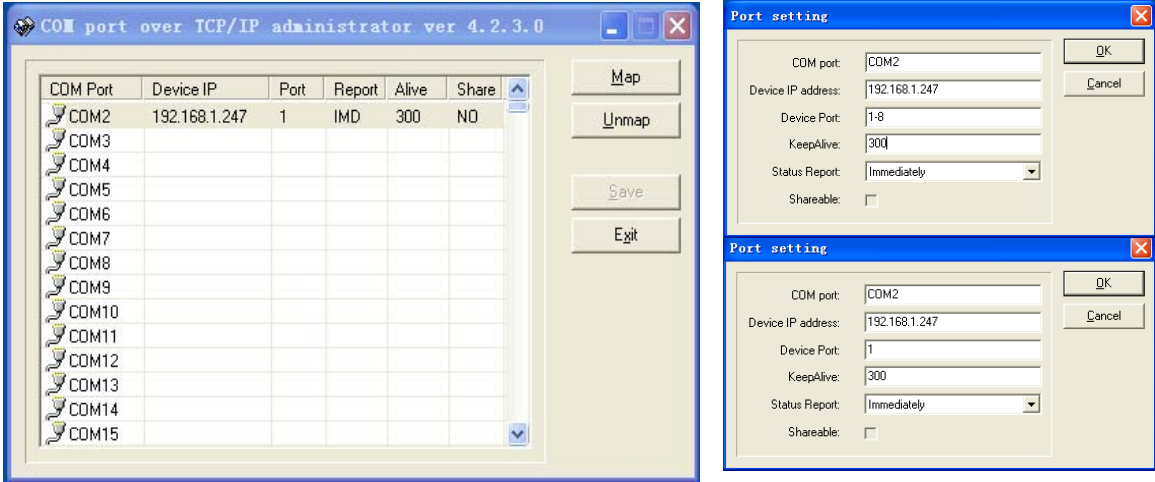 COM port over TCP/IP administrator ver 4.2.3.0
COM Port Device IP Port Report Alive Share
COM2 192.168.1.247 1 IMD 300 NO
COM3
COM4
COM5
COM6
COM7
COM8
COM9
COM10
COM11
COM12
COM13
COM14
COM15
Map
Unmap
Save
Exit
Port setting
COM port: COM2
Device IP address: 192.168.1.247
Device Port: 1-8
KeepAlive: 300
Status Report: Immediately
Shareable:
OK
Cancel
Port setting
COM port: COM2
Device IP address: 192.168.1.247
Device Port: 1
KeepAlive: 300
Status Report: Immediately
Shareable:
OK
Cancel